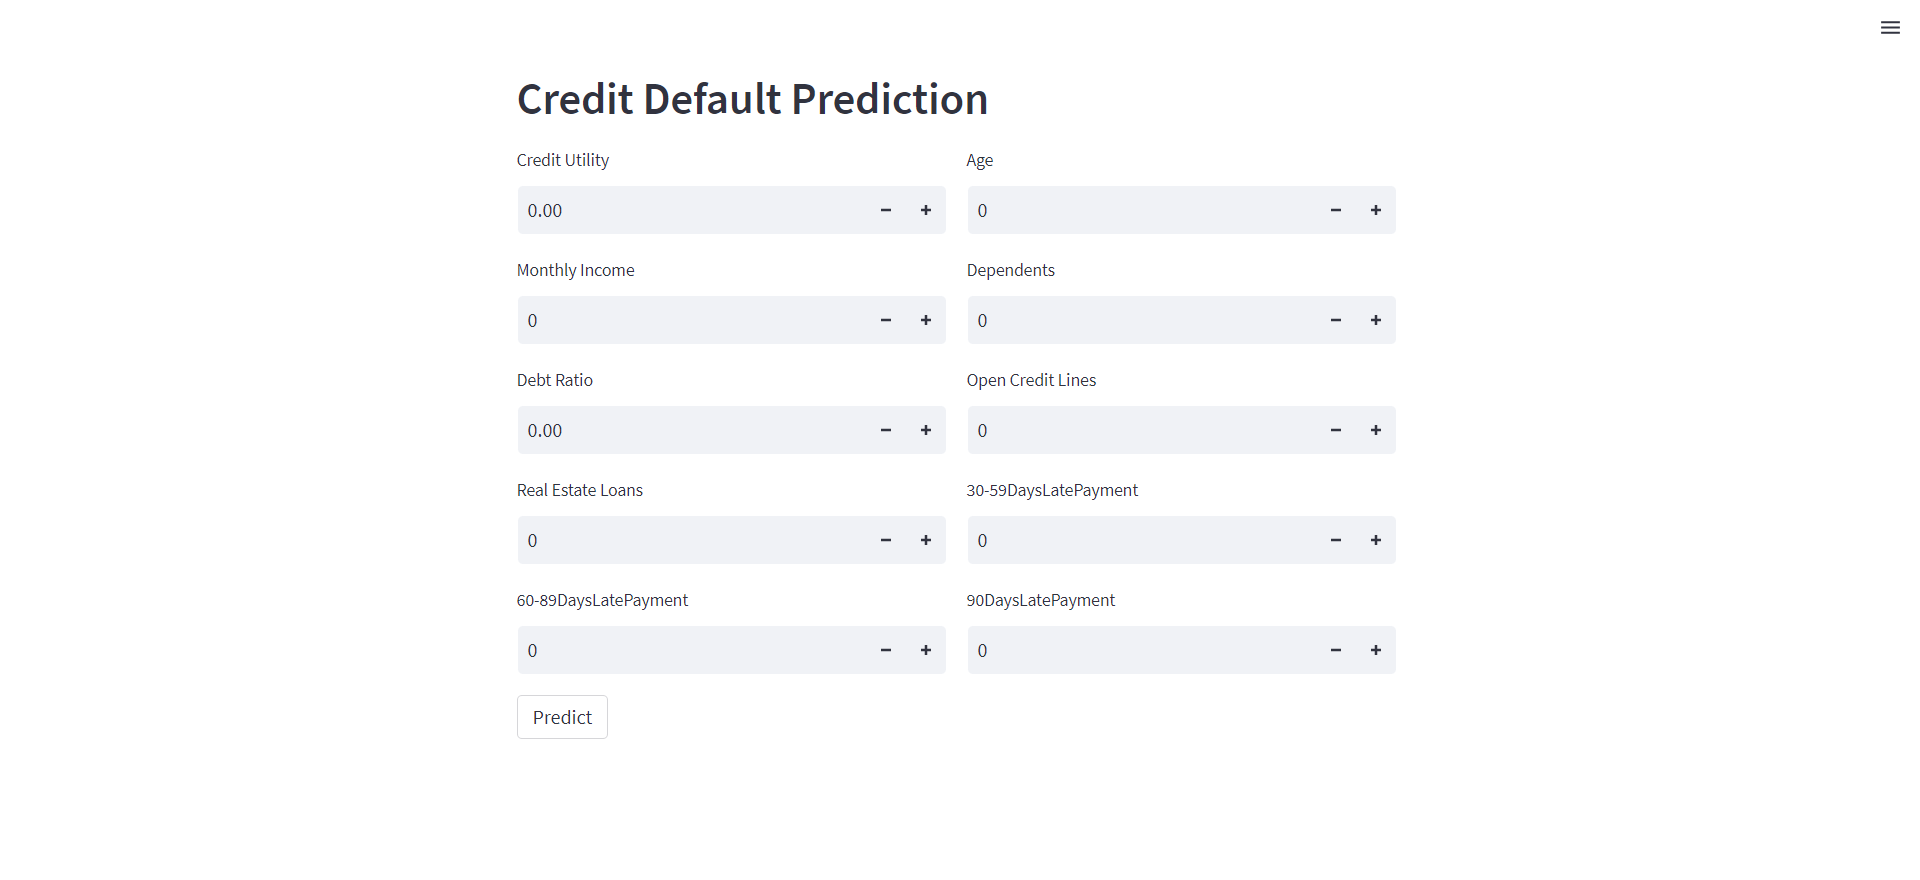 Credit Default Prediction
Credit Utility
Age
0.00
0
Monthly Income
Dependents
0
0
Debt Ratio
Open Credit Lines
0.00
0
Real Estate Loans
30-59DaysLatePayment
0
0
60-89DaysLatePayment
90DaysLatePayment
0
0
Predict